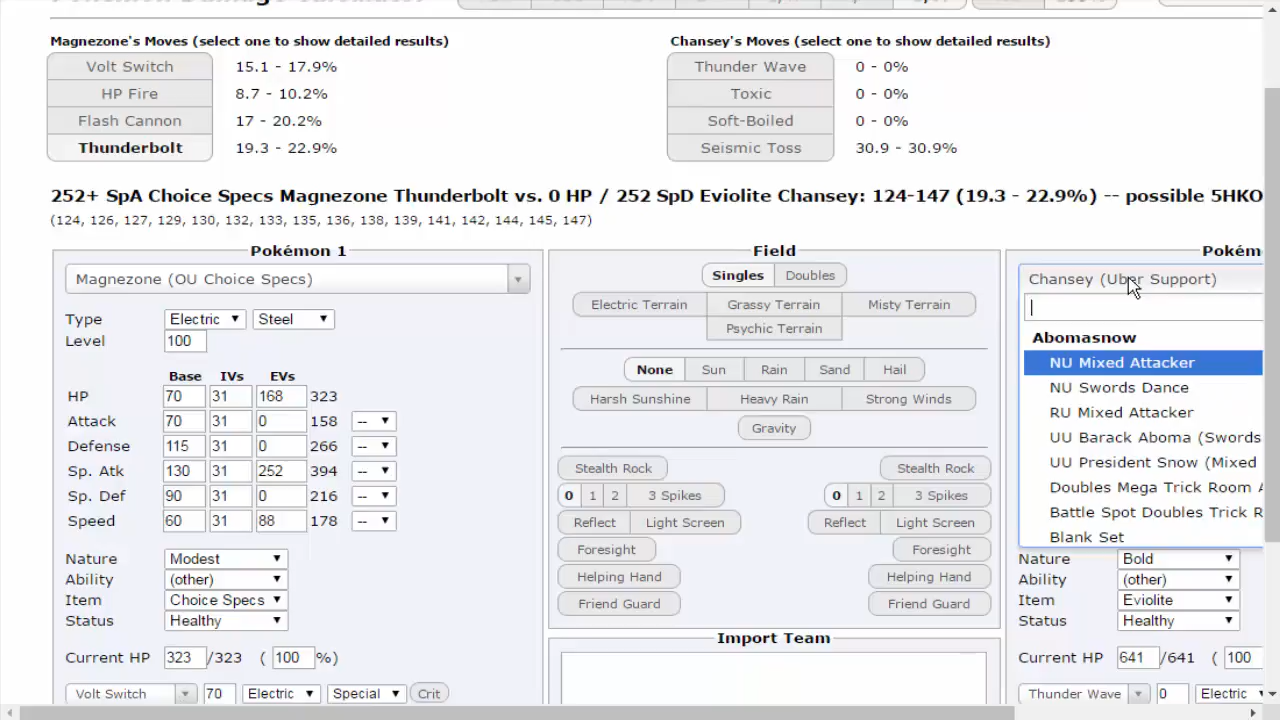 Magnezone's Moves (select one to show detailed results)
Volt Switch 15.1 - 17.9%
HP Fire 8.7 - 10.2%
Flash Cannon 17 - 20.2%
Thunderbolt 19.3 - 22.9%
Chansey's Moves (select one to show detailed results)
Thunder Wave 0 - 0%
Toxic 0 - 0%
Soft-Boiled 0 - 0%
Seismic Toss 30.9 - 30.9%
252+ SpA Choice Specs Magnezone Thunderbolt vs. 0 HP / 252 SpD Eviolite Chansey: 124-147 (19.3 - 22.9%) -- possible 5HKO
(124, 126, 127, 129, 130, 132, 133, 135, 136, 138, 139, 141, 142, 144, 145, 147)
Pokémon 1
Magnezone (OU Choice Specs)
Type Electric Steel
Level 100
Base IVs EVs
HP 70 31 168 323
Attack 70 31 0 158 --
Defense 115 31 0 266 --
Sp. Atk 130 31 252 394 --
Sp. Def 90 31 0 216 --
Speed 60 31 88 178 --
Nature Modest
Ability (other)
Item Choice Specs
Status Healthy
Current HP 323 /323 ( 100 %)
Volt Switch 70 Electric Special Crit
Field
Singles Doubles
Electric Terrain Grassy Terrain Misty Terrain
Psychic Terrain
None Sun Rain Sand Hail
Harsh Sunshine Heavy Rain Strong Winds
Gravity
Stealth Rock Stealth Rock
0 1 2 3 Spikes 0 1 2 3 Spikes
Reflect Light Screen Reflect Light Screen
Foresight Foresight
Helping Hand Helping Hand
Friend Guard Friend Guard
Import Team
Pokém
Chansey (Uber Support)
Abomasnow
NU Mixed Attacker
NU Swords Dance
RU Mixed Attacker
UU Barack Aboma (Swords
UU President Snow (Mixed
Doubles Mega Trick Room A
Battle Spot Doubles Trick R
Blank Set
Nature Bold
Ability (other)
Item Eviolite
Status Healthy
Current HP 641 /641 ( 100
Thunder Wave 0 Electric